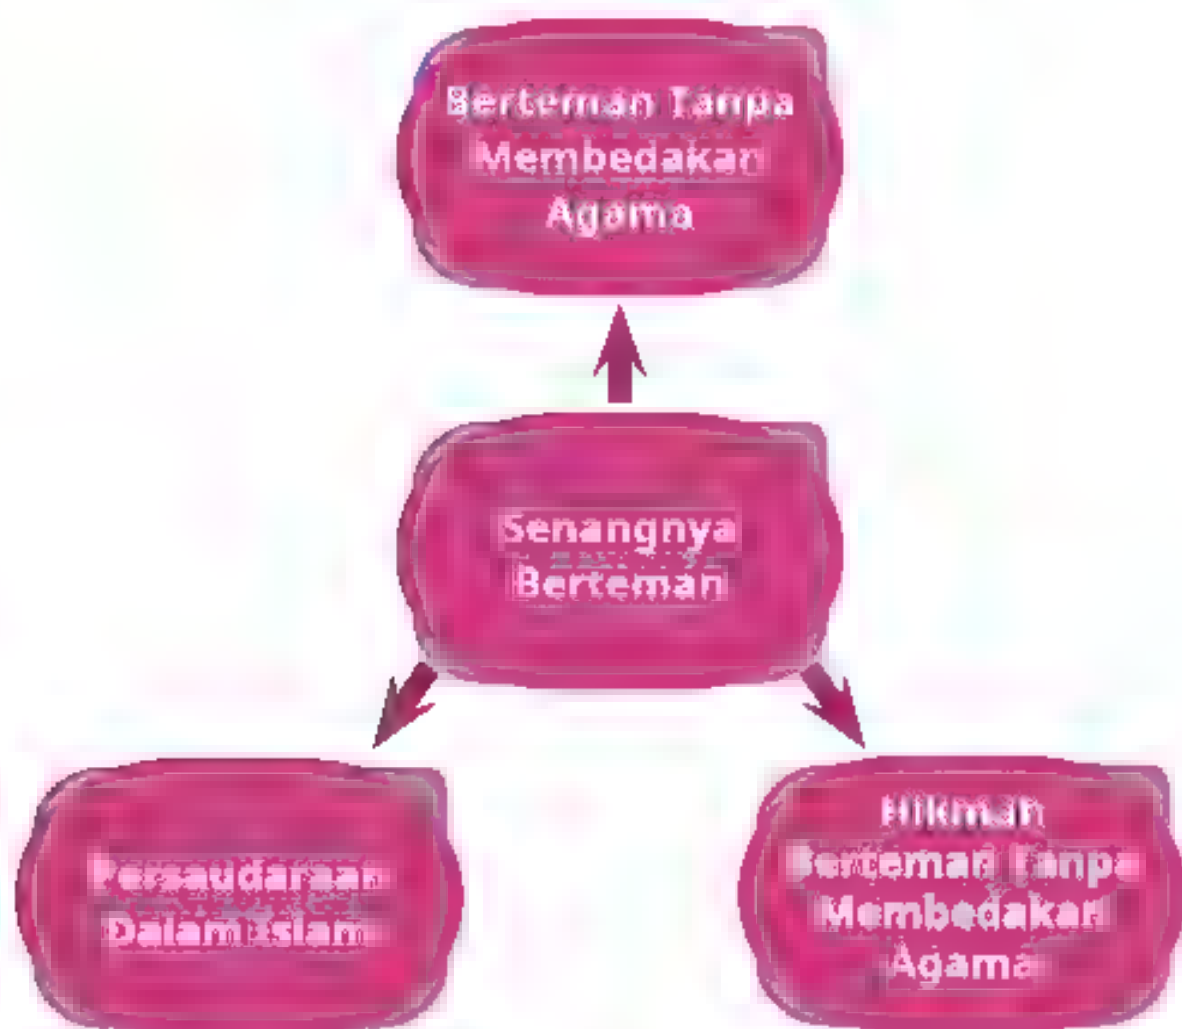 Berteman Tanpa
Membedakan
Agama
Senangnya
Berteman
Persaudaraan
Dalam Islam
Hikmah
Berteman Tanpa
Membedakan
Agama